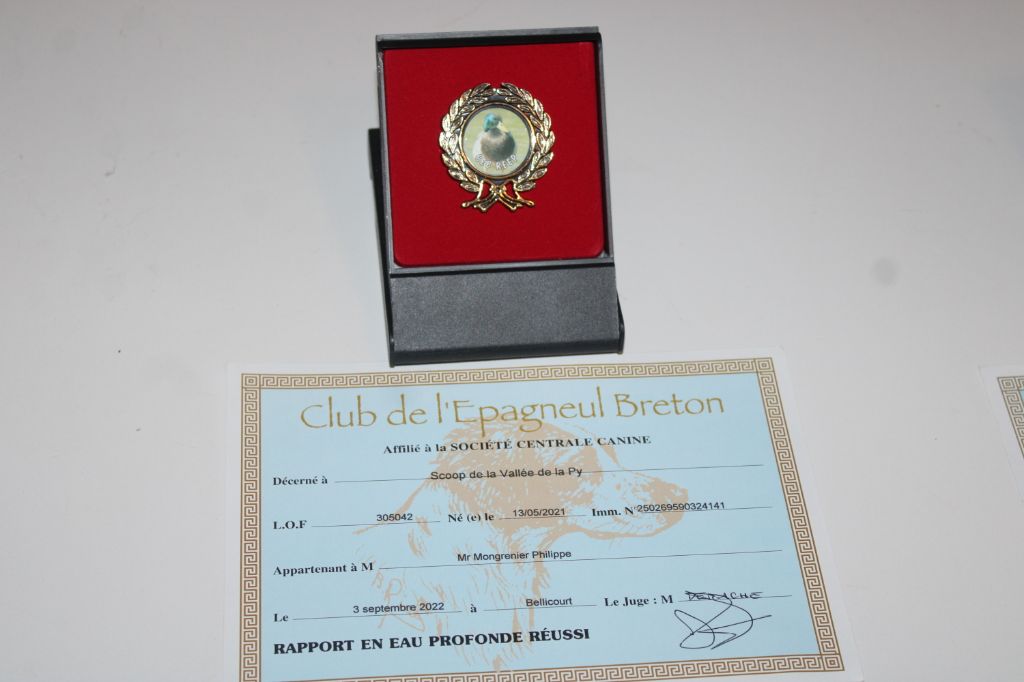 Club de l'Epagneul Breton
Affilié à la SOCIÉTÉ CENTRALE CANINE
Décerné à Scoop de la Vallée de la Py
L.O.F 305042 Né (e) le 13/05/2021 Imm. N°250269590324141
Appartenant à M Mr Mongrenier Philippe
Le 3 septembre 2022 à Bellicourt Le Juge : M
RAPPORT EN EAU PROFONDE RÉUSSI